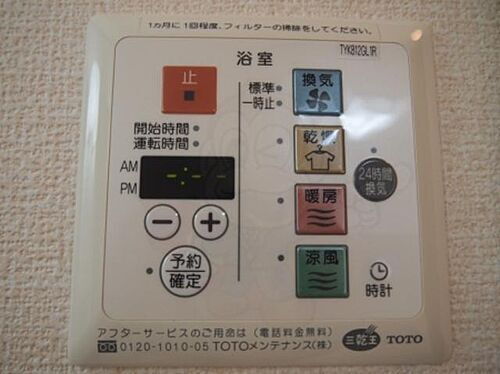 1カ月に1回程度、フィルターの掃除をしてください。
TYK812GL1R
浴室
止
標準
一時止
換気
開始時間
運転時間
乾燥
AM
PM
-:--
24時間
換気
暖房
予約
確定
涼風
時計
アフターサービスのご用命は（電話料金無料）
0120-1010-05 TOTOメンテナンス(株)
三乾王
TOTO